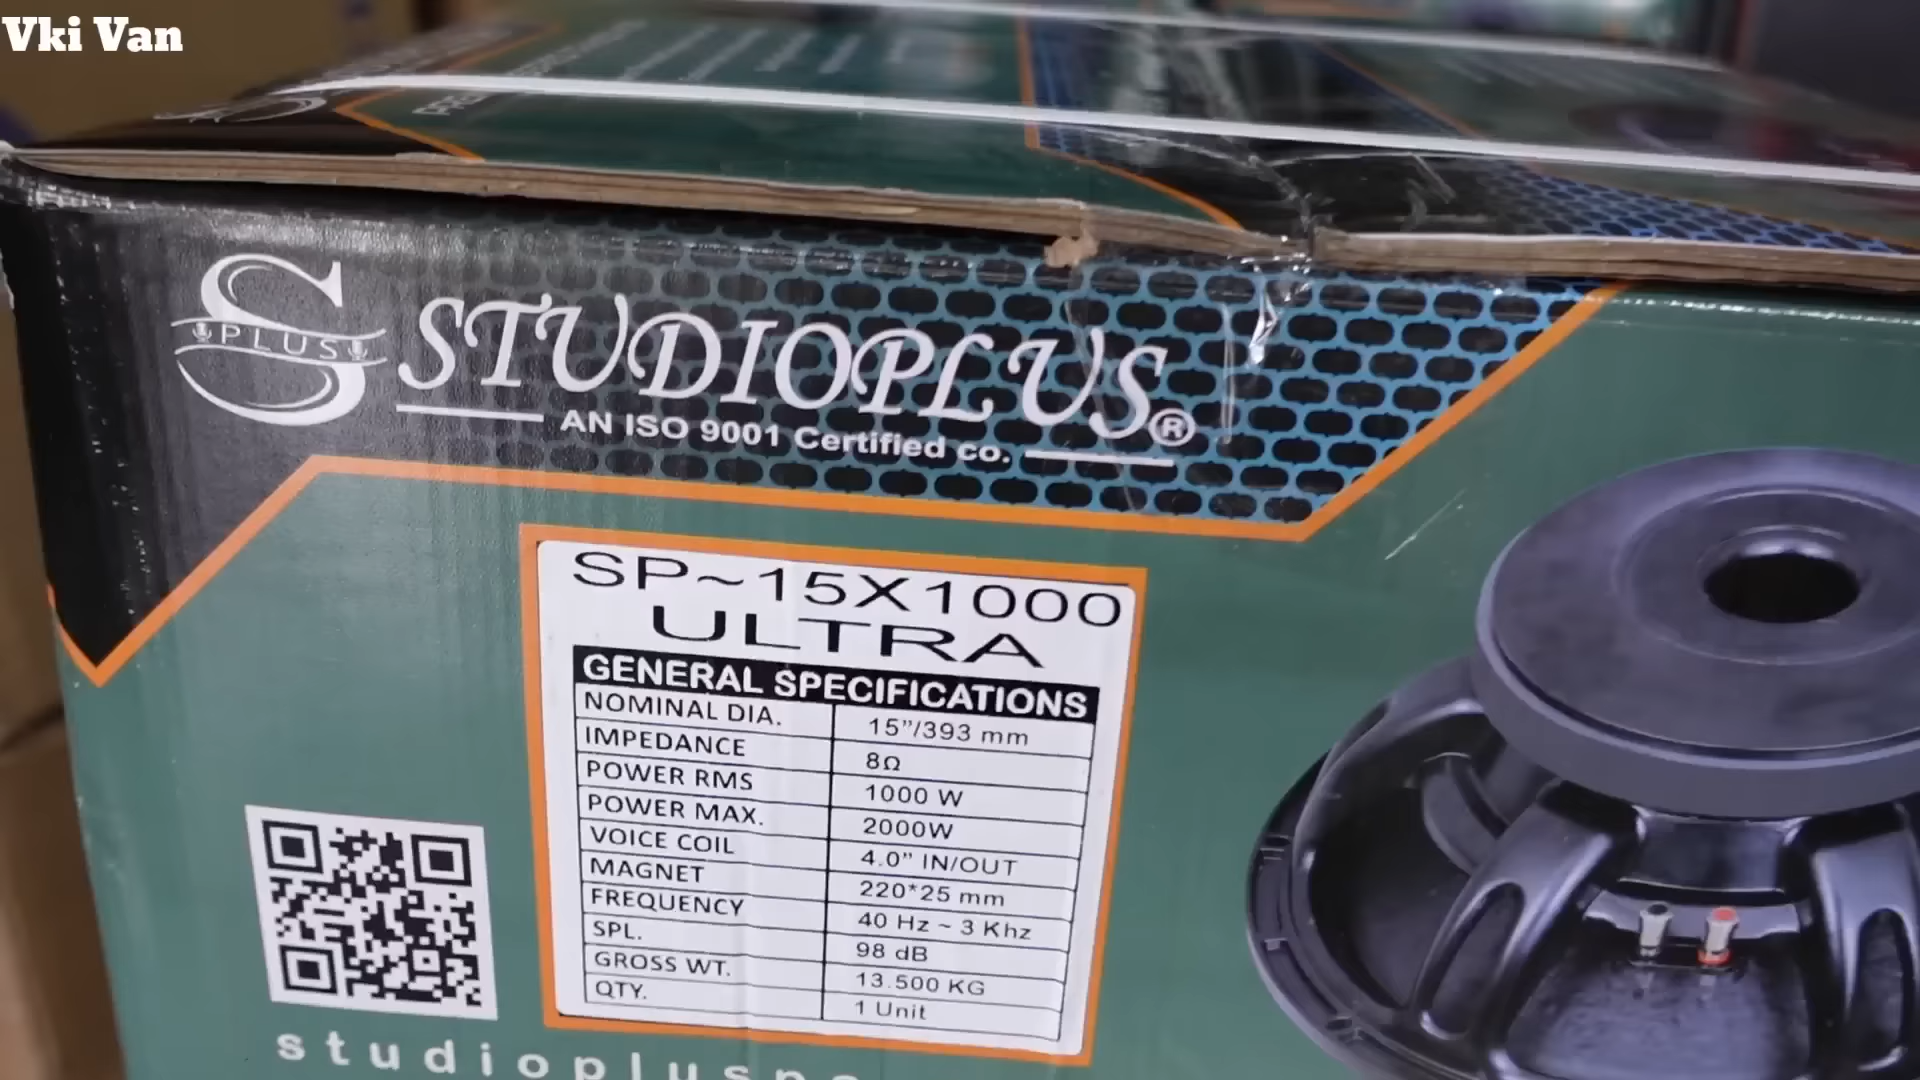 Vki Van
PLUS
STUDIOPLUS®
AN ISO 9001 Certified co.
SP~15X1000
ULTRA
GENERAL SPECIFICATIONS
NOMINAL DIA. 15”/393 mm
IMPEDANCE 8Ω
POWER RMS 1000 W
POWER MAX. 2000W
VOICE COIL 4.0” IN/OUT
MAGNET 220*25 mm
FREQUENCY 40 Hz ~ 3 Khz
SPL. 98 dB
GROSS WT. 13.500 KG
QTY. 1 Unit